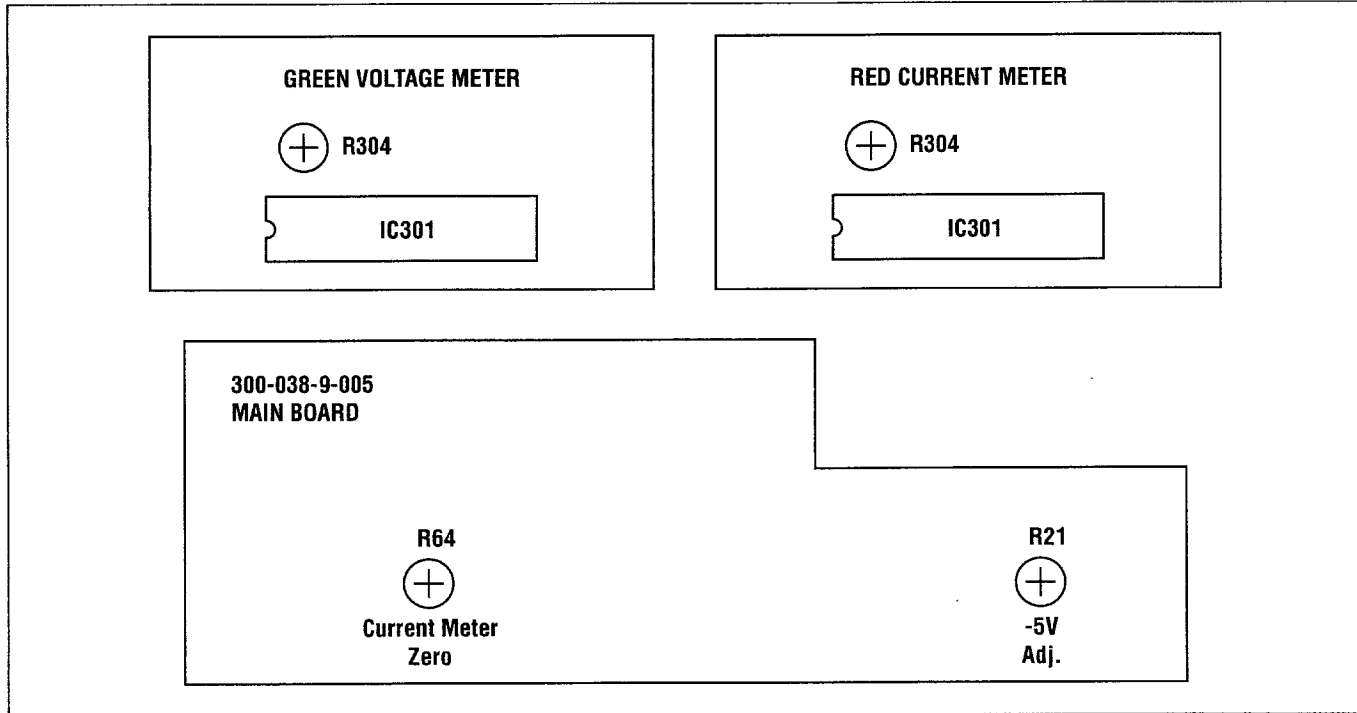 GREEN VOLTAGE METER
R304
IC301
RED CURRENT METER
R304
IC301
300-038-9-005
MAIN BOARD
R64
Current Meter
Zero
R21
-5V
Adj.